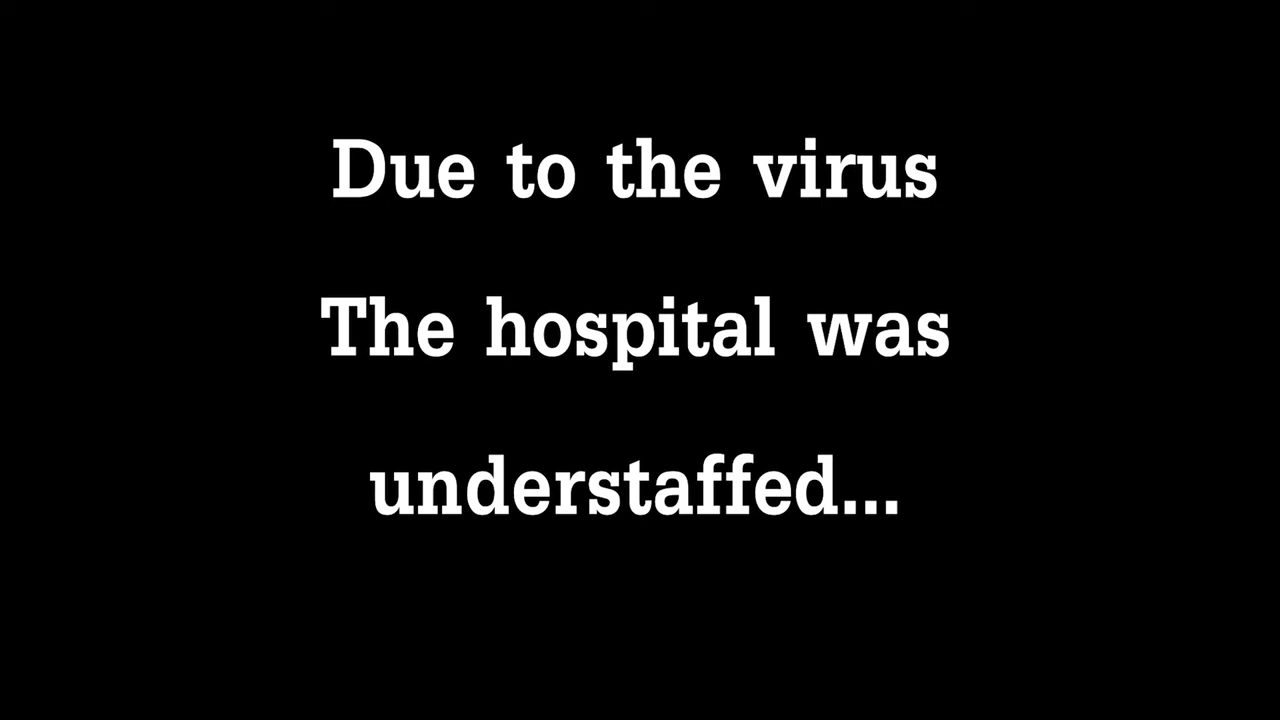 Due to the virus
The hospital was
understaffed...